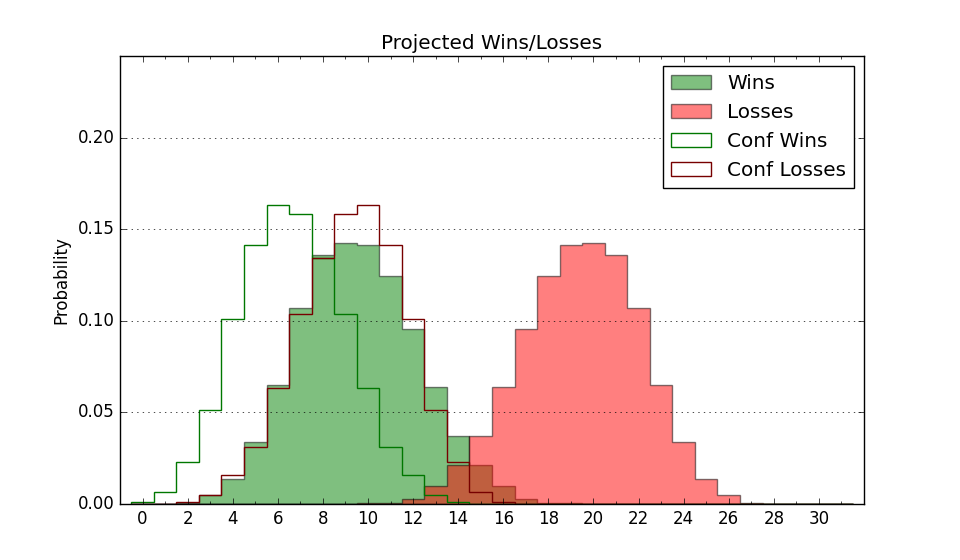 Projected Wins/Losses
Wins
Losses
Conf Wins
Conf Losses
Probability
0.20
0.15
0.10
0.05
0.00
0 2 4 6 8 10 12 14 16 18 20 22 24 26 28 30